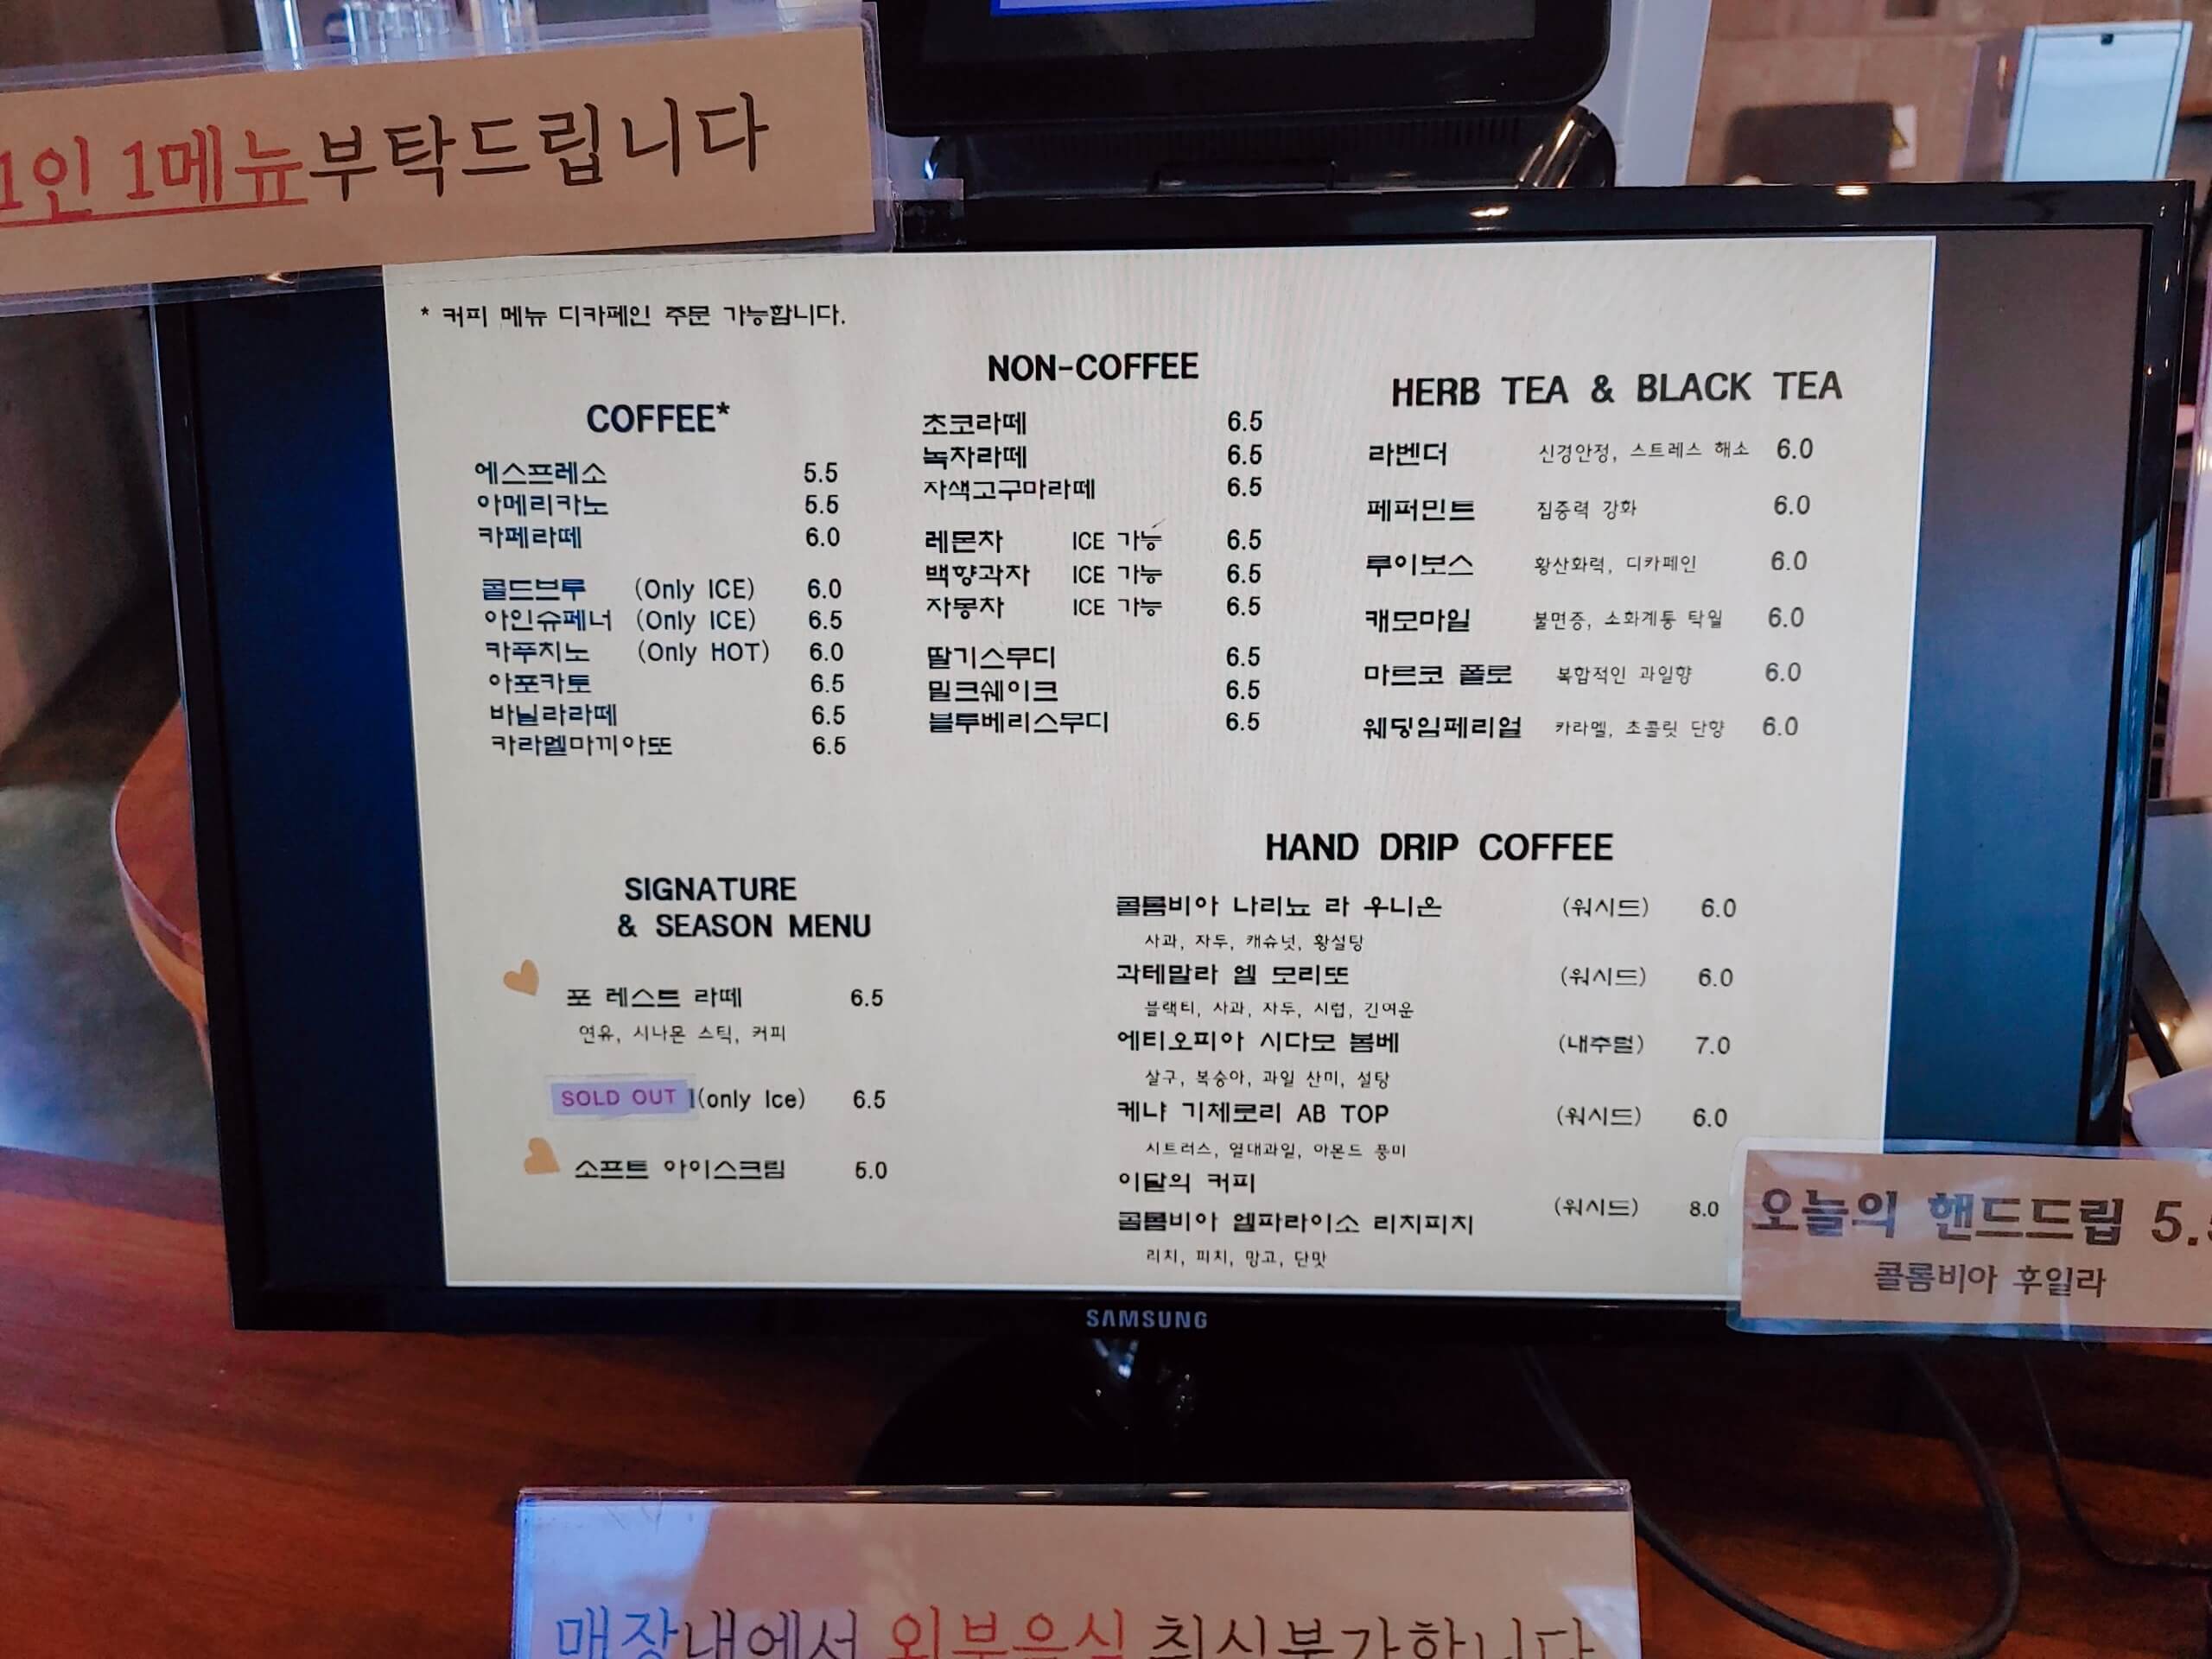 1인 1메뉴부탁드립니다
* 커피 메뉴 디카페인 주문 가능합니다.
COFFEE*
에스프레소 5.5
아메리카노 5.5
카페라떼 6.0
콜드브루 (Only ICE) 6.0
아인슈페너 (Only ICE) 6.5
카푸치노 (Only HOT) 6.0
아포카토 6.5
바닐라라떼 6.5
카라멜마끼아또 6.5
NON-COFFEE
초코라떼 6.5
녹차라떼 6.5
자색고구마라떼 6.5
레몬차 ICE 가능 6.5
백향과차 ICE 가능 6.5
자몽차 ICE 가능 6.5
딸기스무디 6.5
밀크쉐이크 6.5
블루베리스무디 6.5
HERB TEA & BLACK TEA
라벤더 신경안정, 스트레스 해소 6.0
페퍼민트 집중력 강화 6.0
루이보스 황산화력, 디카페인 6.0
캐모마일 불면증, 소화계통 탁월 6.0
마르코 폴로 복합적인 과일향 6.0
웨딩임페리얼 카라멜, 초콜릿 단향 6.0
SIGNATURE
& SEASON MENU
포 레스트 라떼 6.5
연유, 시나몬 스틱, 커피
SOLD OUT (only Ice) 6.5
소프트 아이스크림 5.0
HAND DRIP COFFEE
콜롬비아 나리뇨 라 우니온 (워시드) 6.0
사과, 자두, 캐슈넛, 황설탕
과테말라 엘 모리또 (워시드) 6.0
블랙티, 사과, 자두, 시럽, 긴여운
에티오피아 시다모 봄베 (내추럴) 7.0
살구, 복숭아, 과일 산미, 설탕
케냐 기체로리 AB TOP (워시드) 6.0
시트러스, 열대과일, 아몬드 풍미
이달의 커피
콜롬비아 엘파라이소 리치피치 (워시드) 8.0
리치, 피치, 망고, 단맛
오늘의 핸드드립 5.5
콜롬비아 후일라
SAMSUNG
매장내에서 외부음식 취식불가합니다